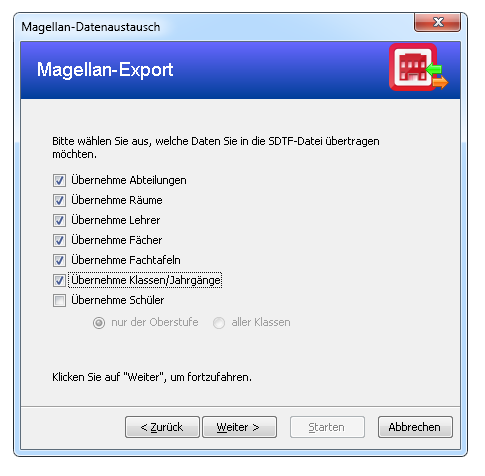 Magellan-Datenaustausch
Magellan-Export
Bitte wählen Sie aus, welche Daten Sie in die SDTF-Datei übertragen
möchten.
Übernehme Abteilungen
Übernehme Räume
Übernehme Lehrer
Übernehme Fächer
Übernehme Fachtafeln
Übernehme Klassen/Jahrgänge
Übernehme Schüler
nur der Oberstufe aller Klassen
Klicken Sie auf "Weiter", um fortzufahren.
< Zurück Weiter > Starten Abbrechen